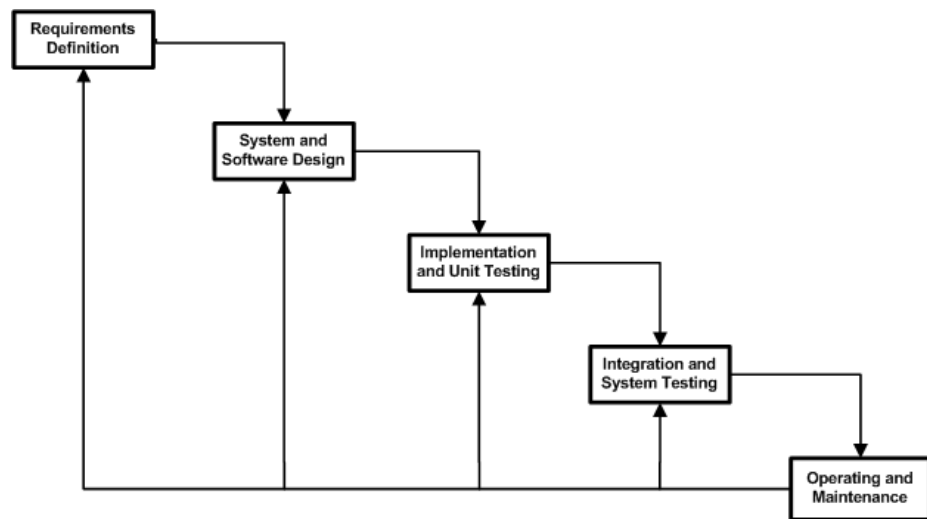 Requirements
Definition
System and
Software Design
Implementation
and Unit Testing
Integration and
System Testing
Operating and
Maintenance